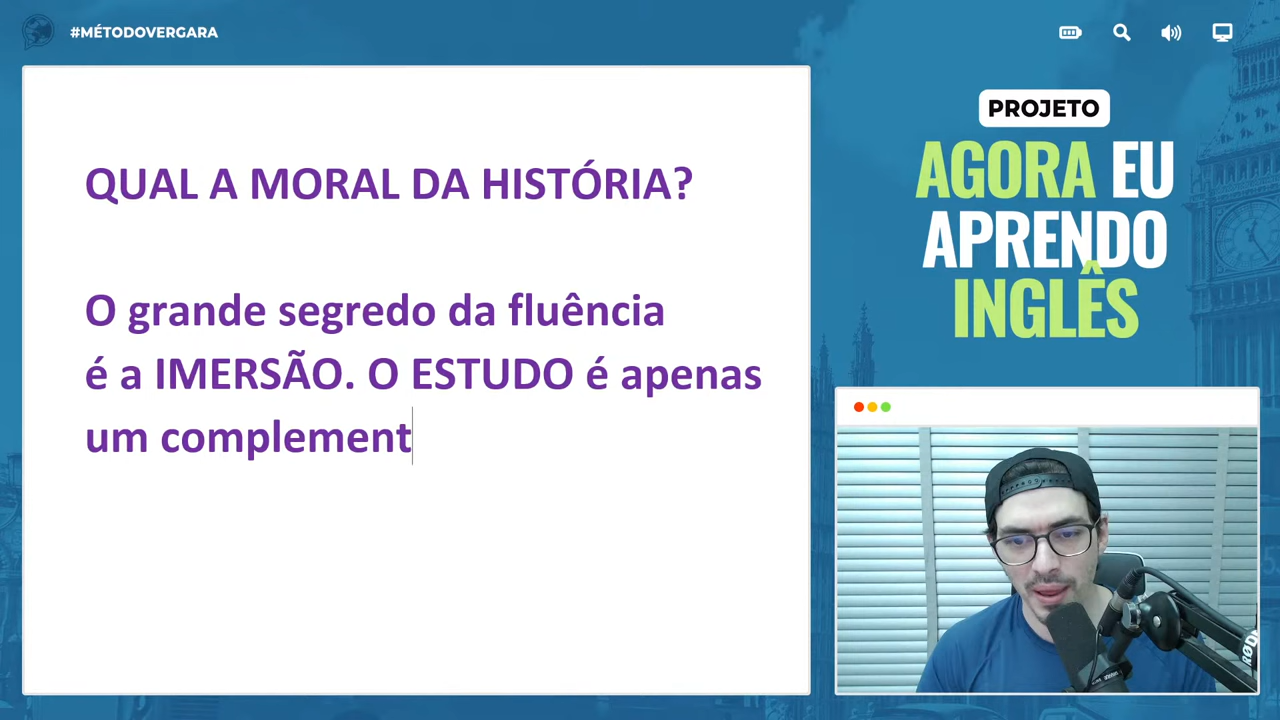 #MÉTODOVERGARA
QUAL A MORAL DA HISTÓRIA?
O grande segredo da fluência
é a IMERSÃO. O ESTUDO é apenas
um complement
PROJETO
AGORA EU
APRENDO
INGLÊS
RØDE